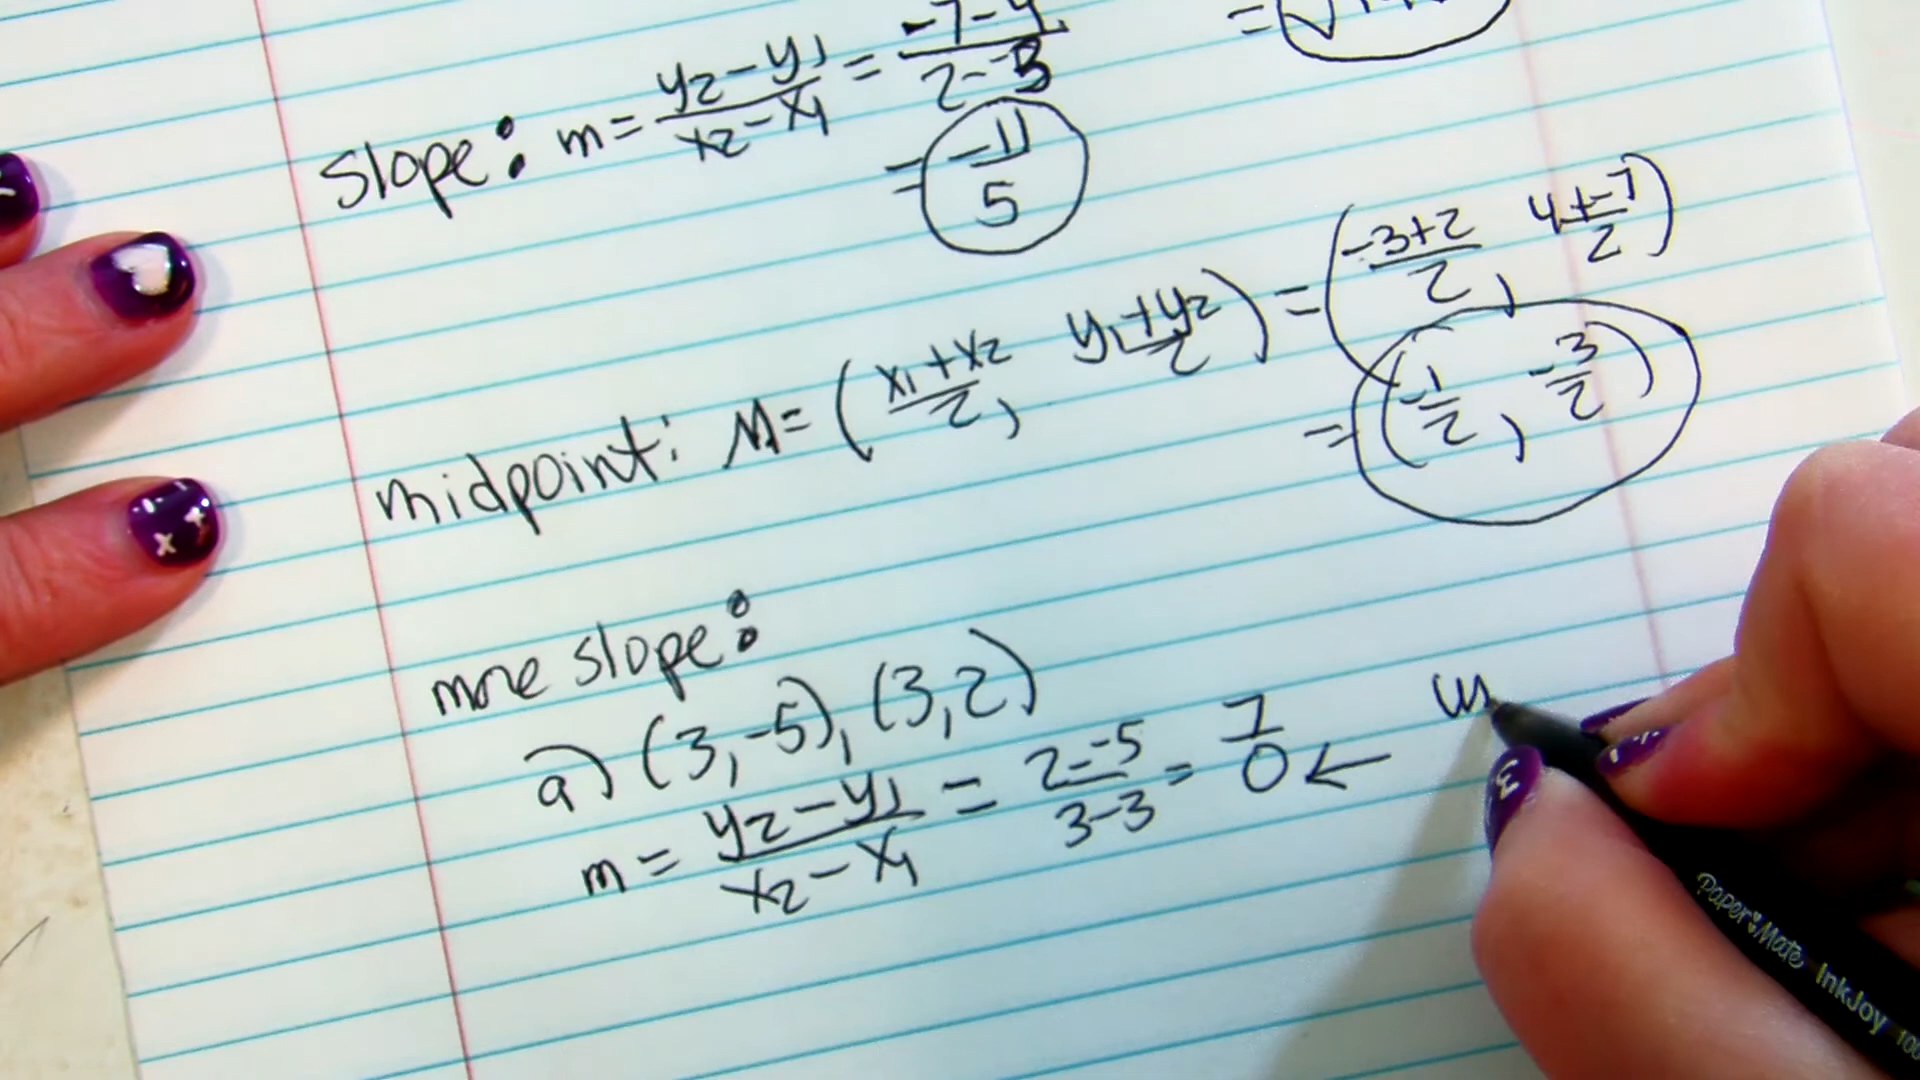 slope: m = y2 - y1 / x2 - x1 = -7 - 4 / 2 - -3
= -11 / 5
midpoint: M = (x1 + x2 / 2, y1 + y2 / 2) = (-3 + 2 / 2, 4 + -7 / 2)
= (-1/2, -3/2)
more slope:
a) (3, -5), (3, 2)
m = y2 - y1 / x2 - x1 = 2 - -5 / 3 - 3 = 7 / 0 ←
Paper Mate InkJoy 100